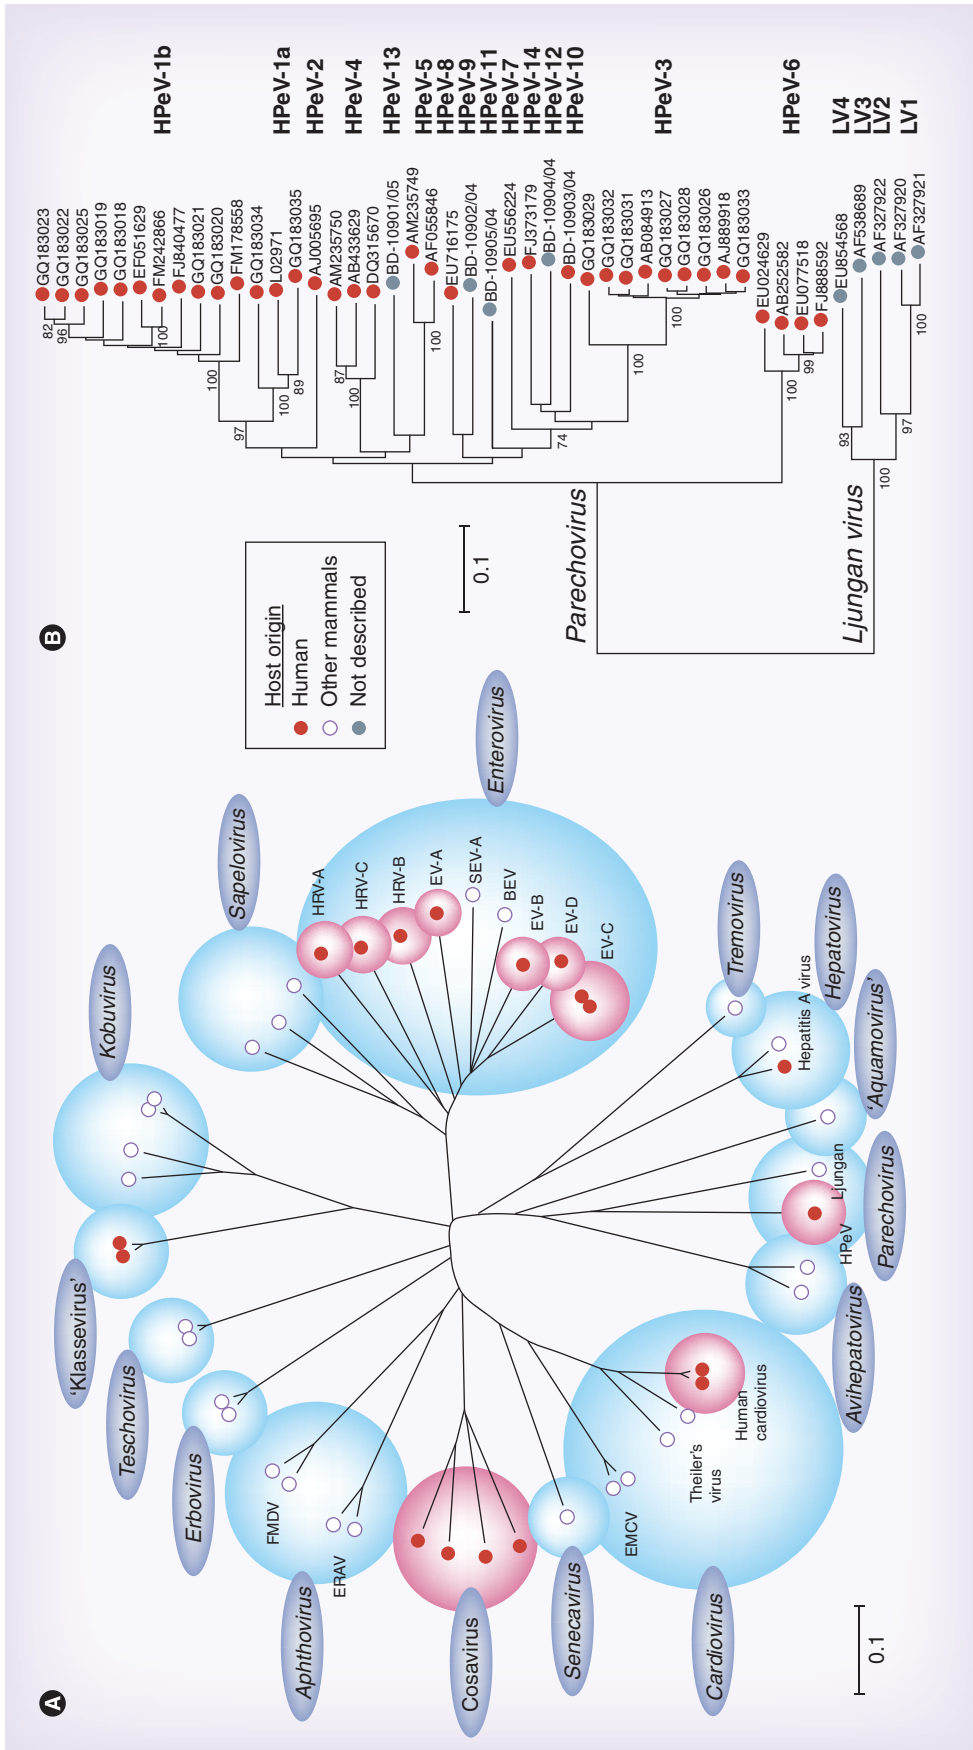 A
Aphthovirus
Erbovirus
Teschovirus
‘Klassevirus’
Kobuvirus
Sapelovirus
Enterovirus
Tremovirus
Hepatovirus
‘Aquamovirus’
Parechovirus
Avihepatovirus
Cardiovirus
Senecavirus
Cosavirus
FMDV
ERAV
HRV-A
HRV-C
HRV-B
EV-A
SEV-A
BEV
EV-B
EV-D
EV-C
Hepatitis A virus
Ljungan
HPeV
Human
cardiovirus
Theiler’s
virus
EMCV
0.1
B
Host origin
Human
Other mammals
Not described
0.1
Parechovirus
Ljungan virus
GQ183023
GQ183022
GQ183025
GQ183019
GQ183018
EF051629
FM242866
FJ840477
GQ183021
GQ183020
FM178558
GQ183034
L02971
GQ183035
AJ005695
AM235750
AB433629
DQ315670
BD-10901/05
AM235749
AF055846
EU716175
BD-10902/04
BD-10905/04
EU556224
FJ373179
BD-10904/04
BD-10903/04
GQ183029
GQ183032
GQ183031
AB084913
GQ183027
GQ183028
GQ183026
AJ889918
GQ183033
EU024629
AB252582
EU077518
FJ888592
EU854568
AF538689
AF327922
AF327920
AF327921
82
96
100
100
97
100
89
87
100
100
74
100
100
100
99
93
97
100
100
HPeV-1b
HPeV-1a
HPeV-2
HPeV-4
HPeV-13
HPeV-5
HPeV-8
HPeV-9
HPeV-11
HPeV-7
HPeV-14
HPeV-12
HPeV-10
HPeV-3
HPeV-6
LV4
LV3
LV2
LV1